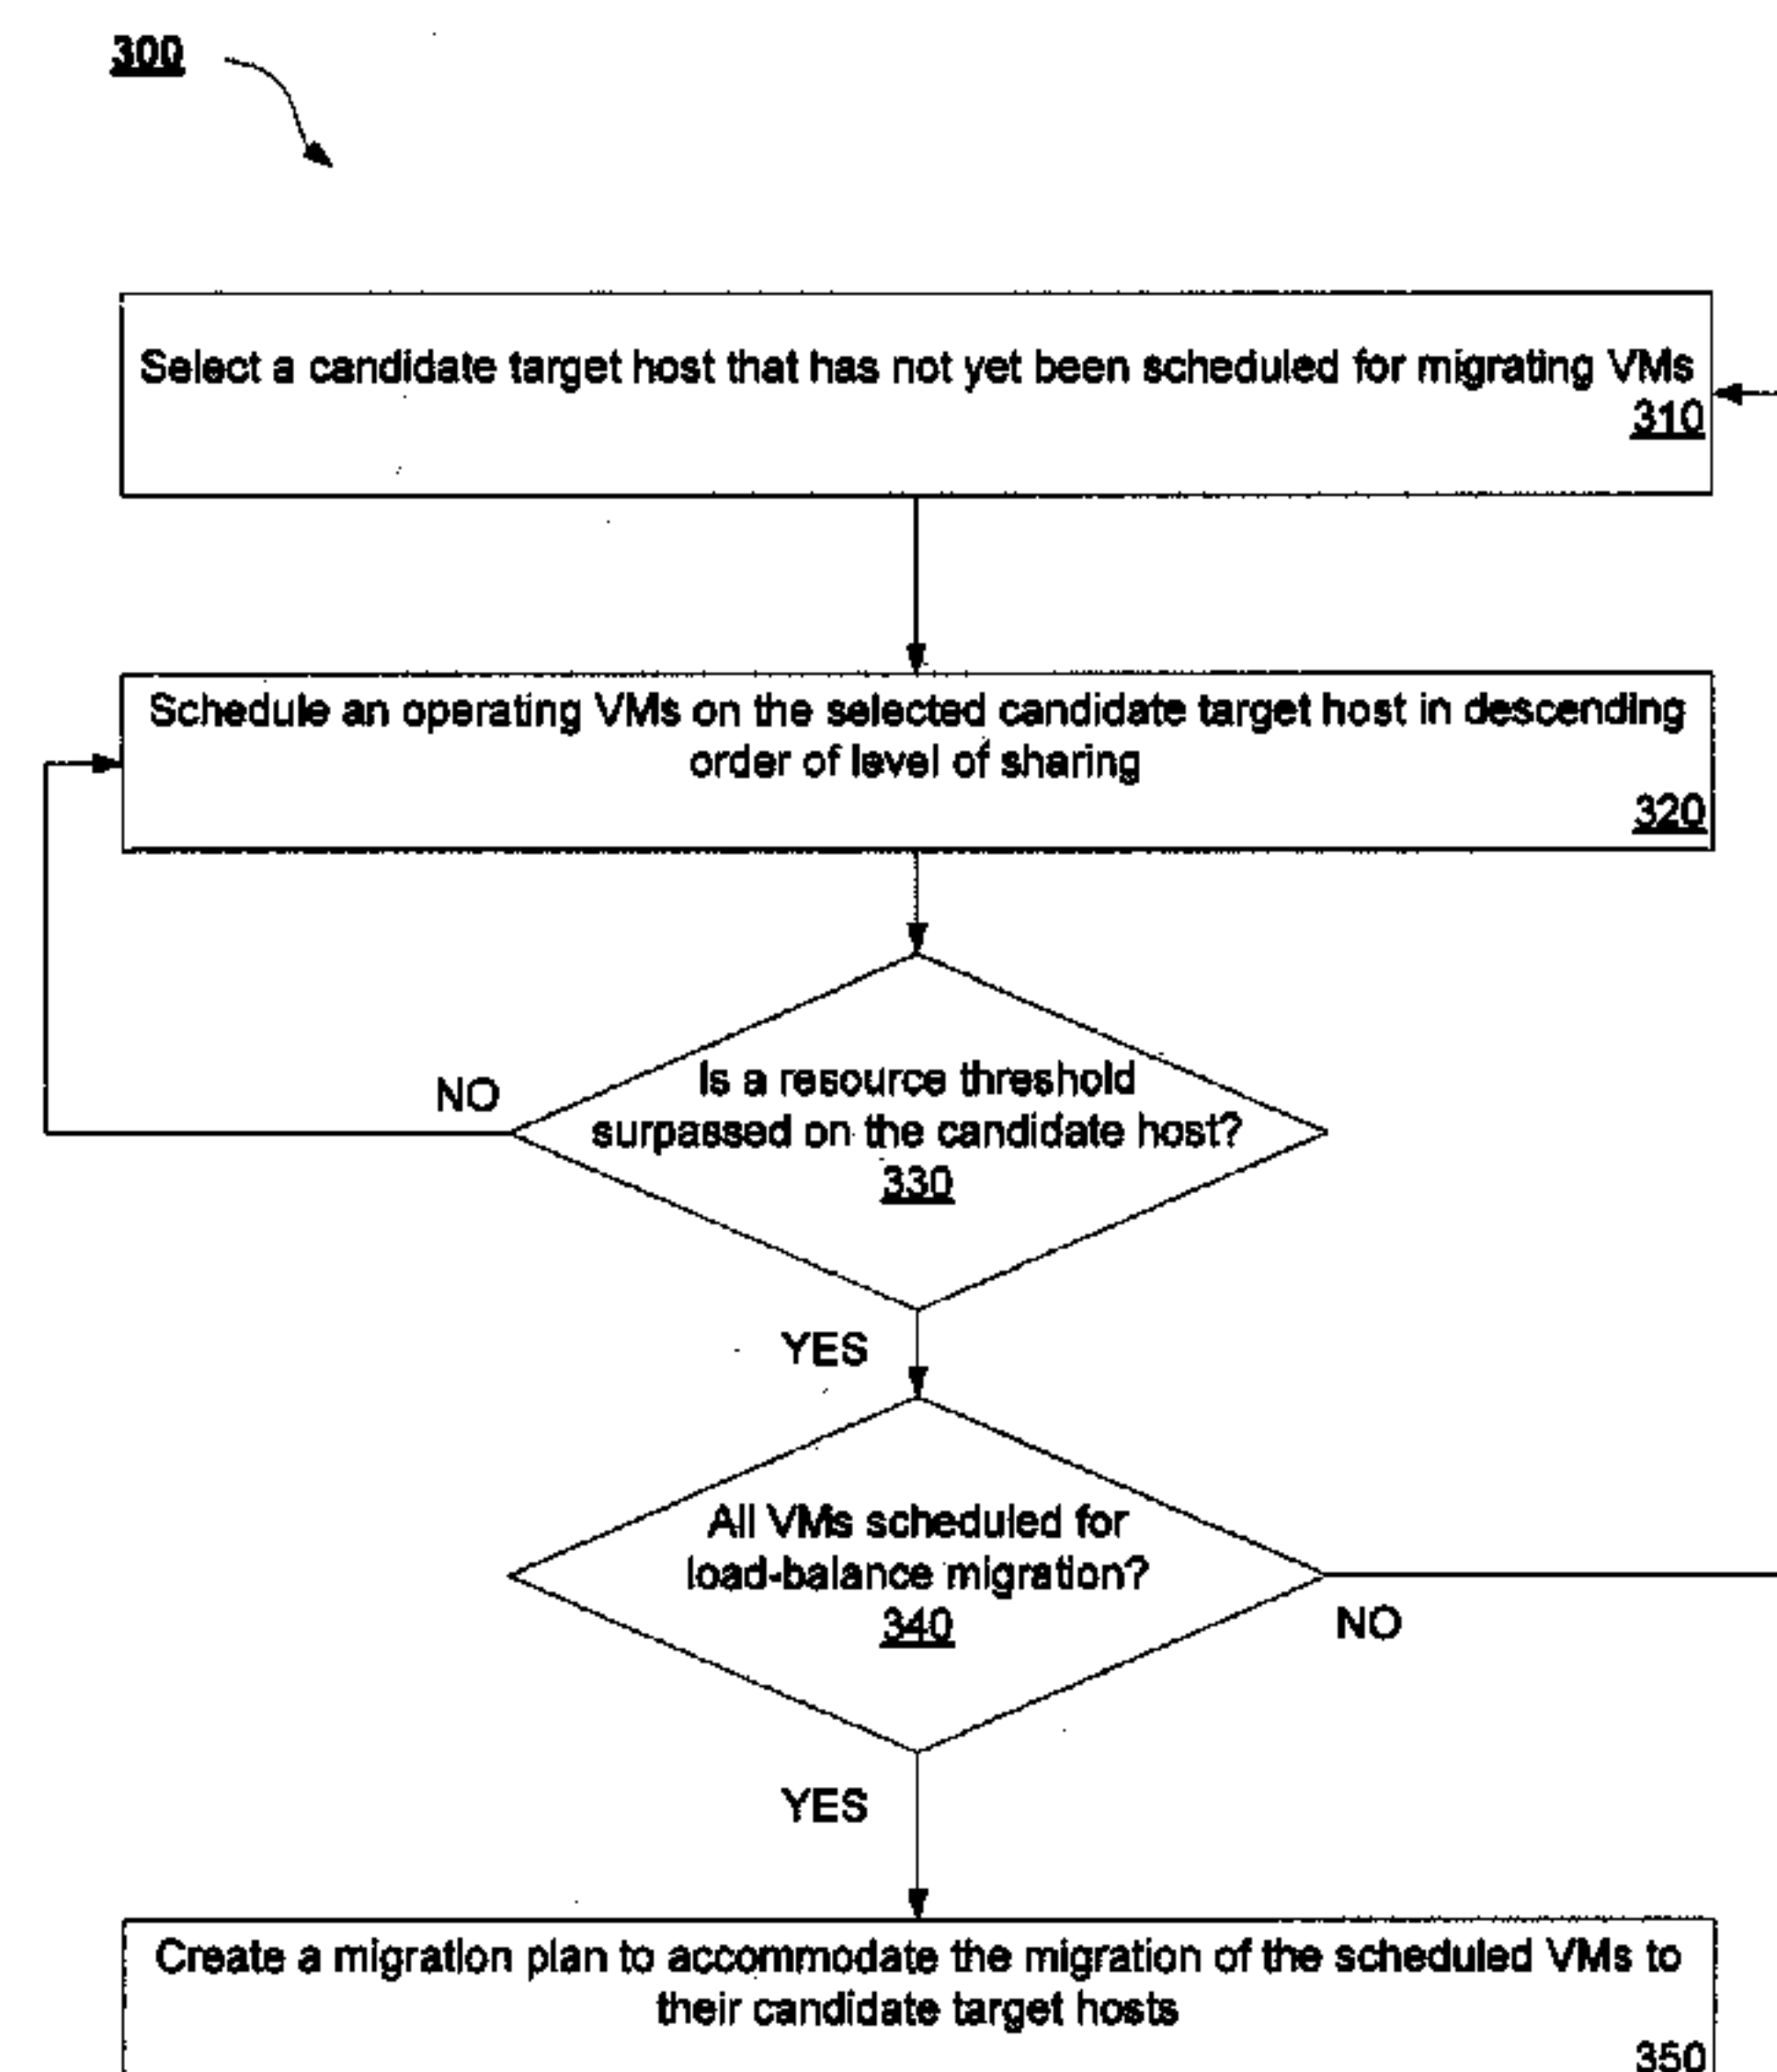 300
Select a candidate target host that has not yet been scheduled for migrating VMs
310
Schedule an operating VMs on the selected candidate target host in descending
order of level of sharing
320
Is a resource threshold
surpassed on the candidate host?
330
NO
YES
All VMs scheduled for
load-balance migration?
340
NO
YES
Create a migration plan to accommodate the migration of the scheduled VMs to
their candidate target hosts
350